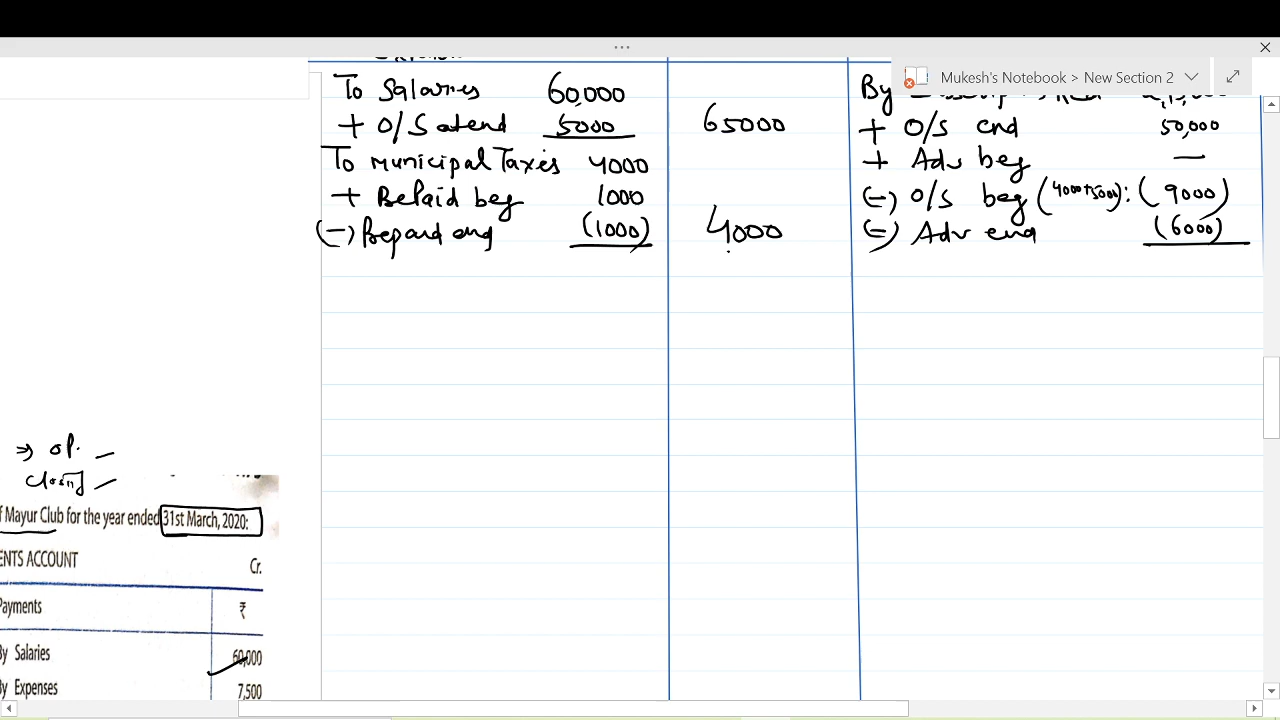 ...
Mukesh's Notebook > New Section 2
To Salaries 60,000
+ O/S at end 5000 65000
To Municipal Taxes 4000
+ Prepaid beg 1000
(-) Prepaid end (1000) 4000
By
+ O/S end 50,000
+ Adv beg —
(-) O/S beg (4000+5000): (9000)
(-) Adv end (6000)
⇒ op. —
closing —
f Mayur Club for the year ended 31st March, 2020:
ENTS ACCOUNT Cr.
Payments ₹
By Salaries 60,000
By Expenses 7,500